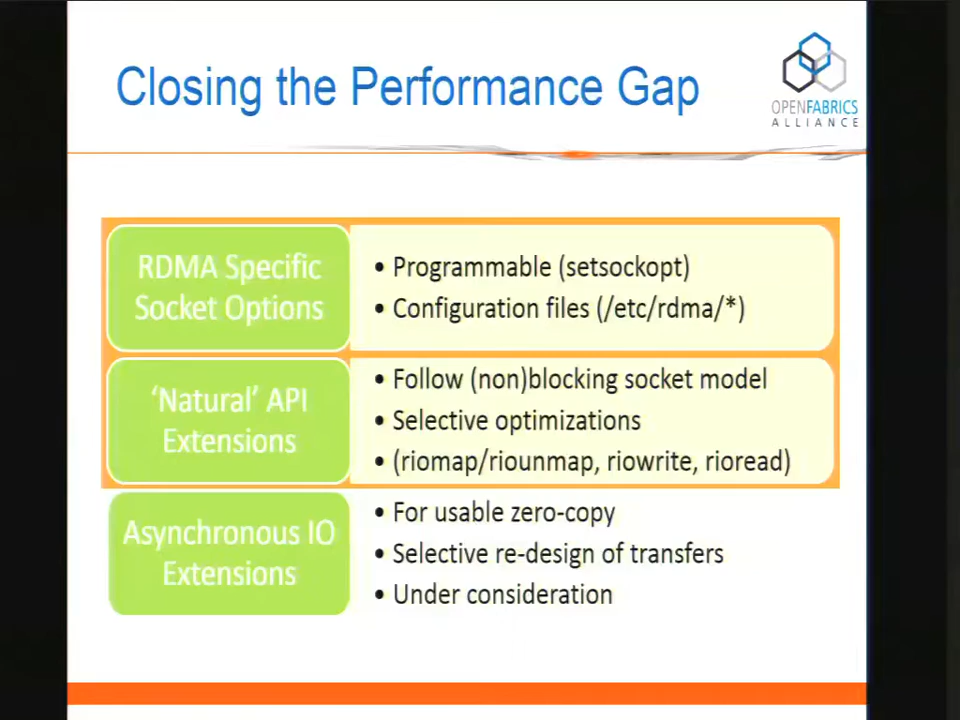 Closing the Performance Gap
OPENFABRICS
ALLIANCE
RDMA Specific
Socket Options
• Programmable (setsockopt)
• Configuration files (/etc/rdma/*)
‘Natural’ API
Extensions
• Follow (non)blocking socket model
• Selective optimizations
• (riomap/riounmap, riowrite, rioread)
Asynchronous IO
Extensions
• For usable zero-copy
• Selective re-design of transfers
• Under consideration